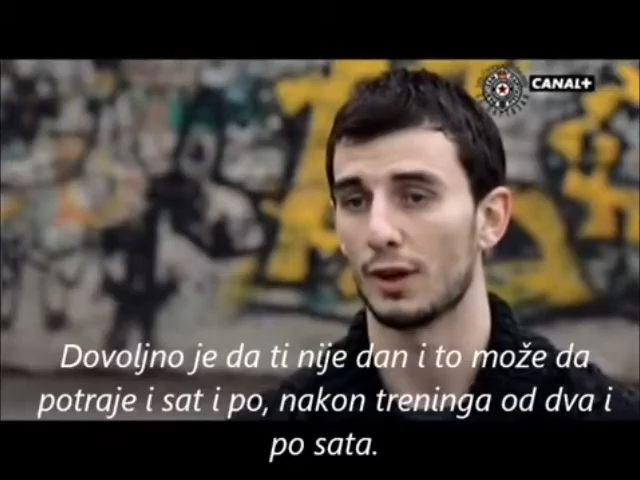 CANAL+
Dovoljno je da ti nije dan i to može da
potraje i sat i po, nakon treninga od dva i
po sata.